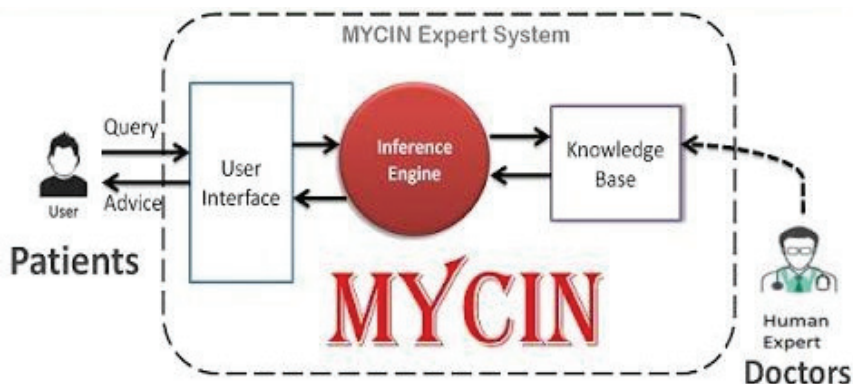 MYCIN Expert System
Query
User
Advice
Patients
User
Interface
Inference
Engine
Knowledge
Base
MYCIN
Human
Expert
Doctors